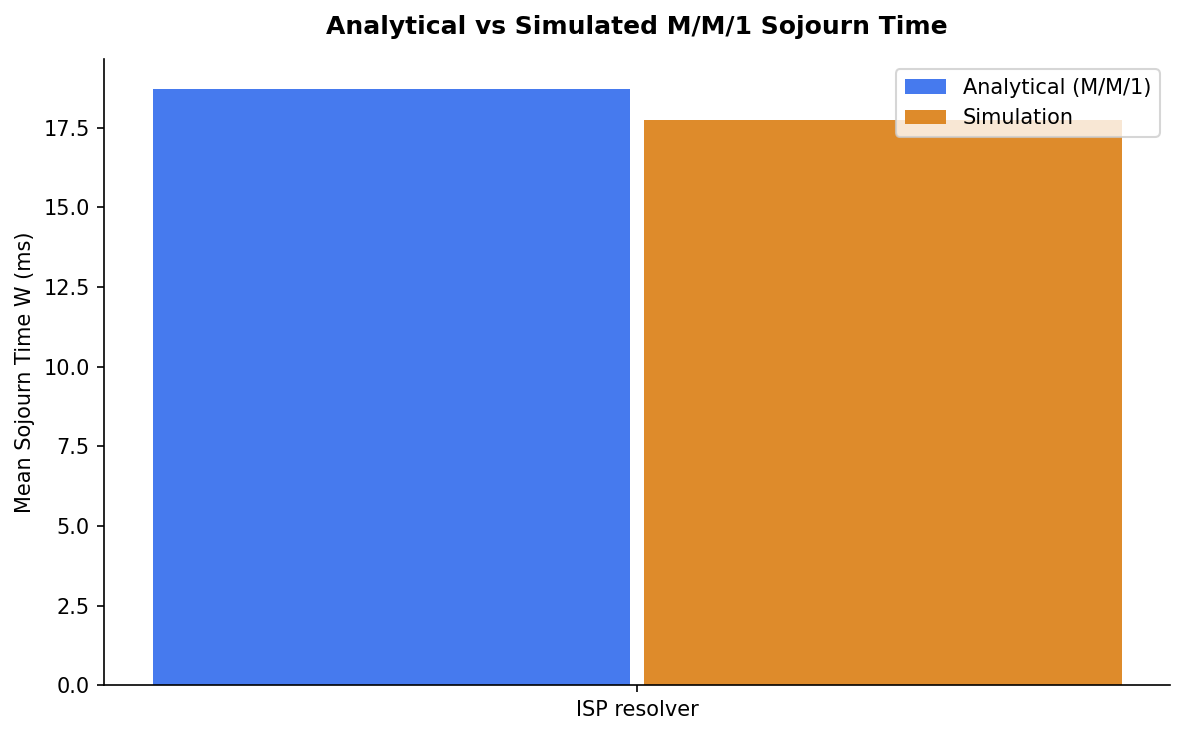 Analytical vs Simulated M/M/1 Sojourn Time
Analytical (M/M/1)
Simulation
Mean Sojourn Time W (ms)
17.5
15.0
12.5
10.0
7.5
5.0
2.5
0.0
ISP resolver